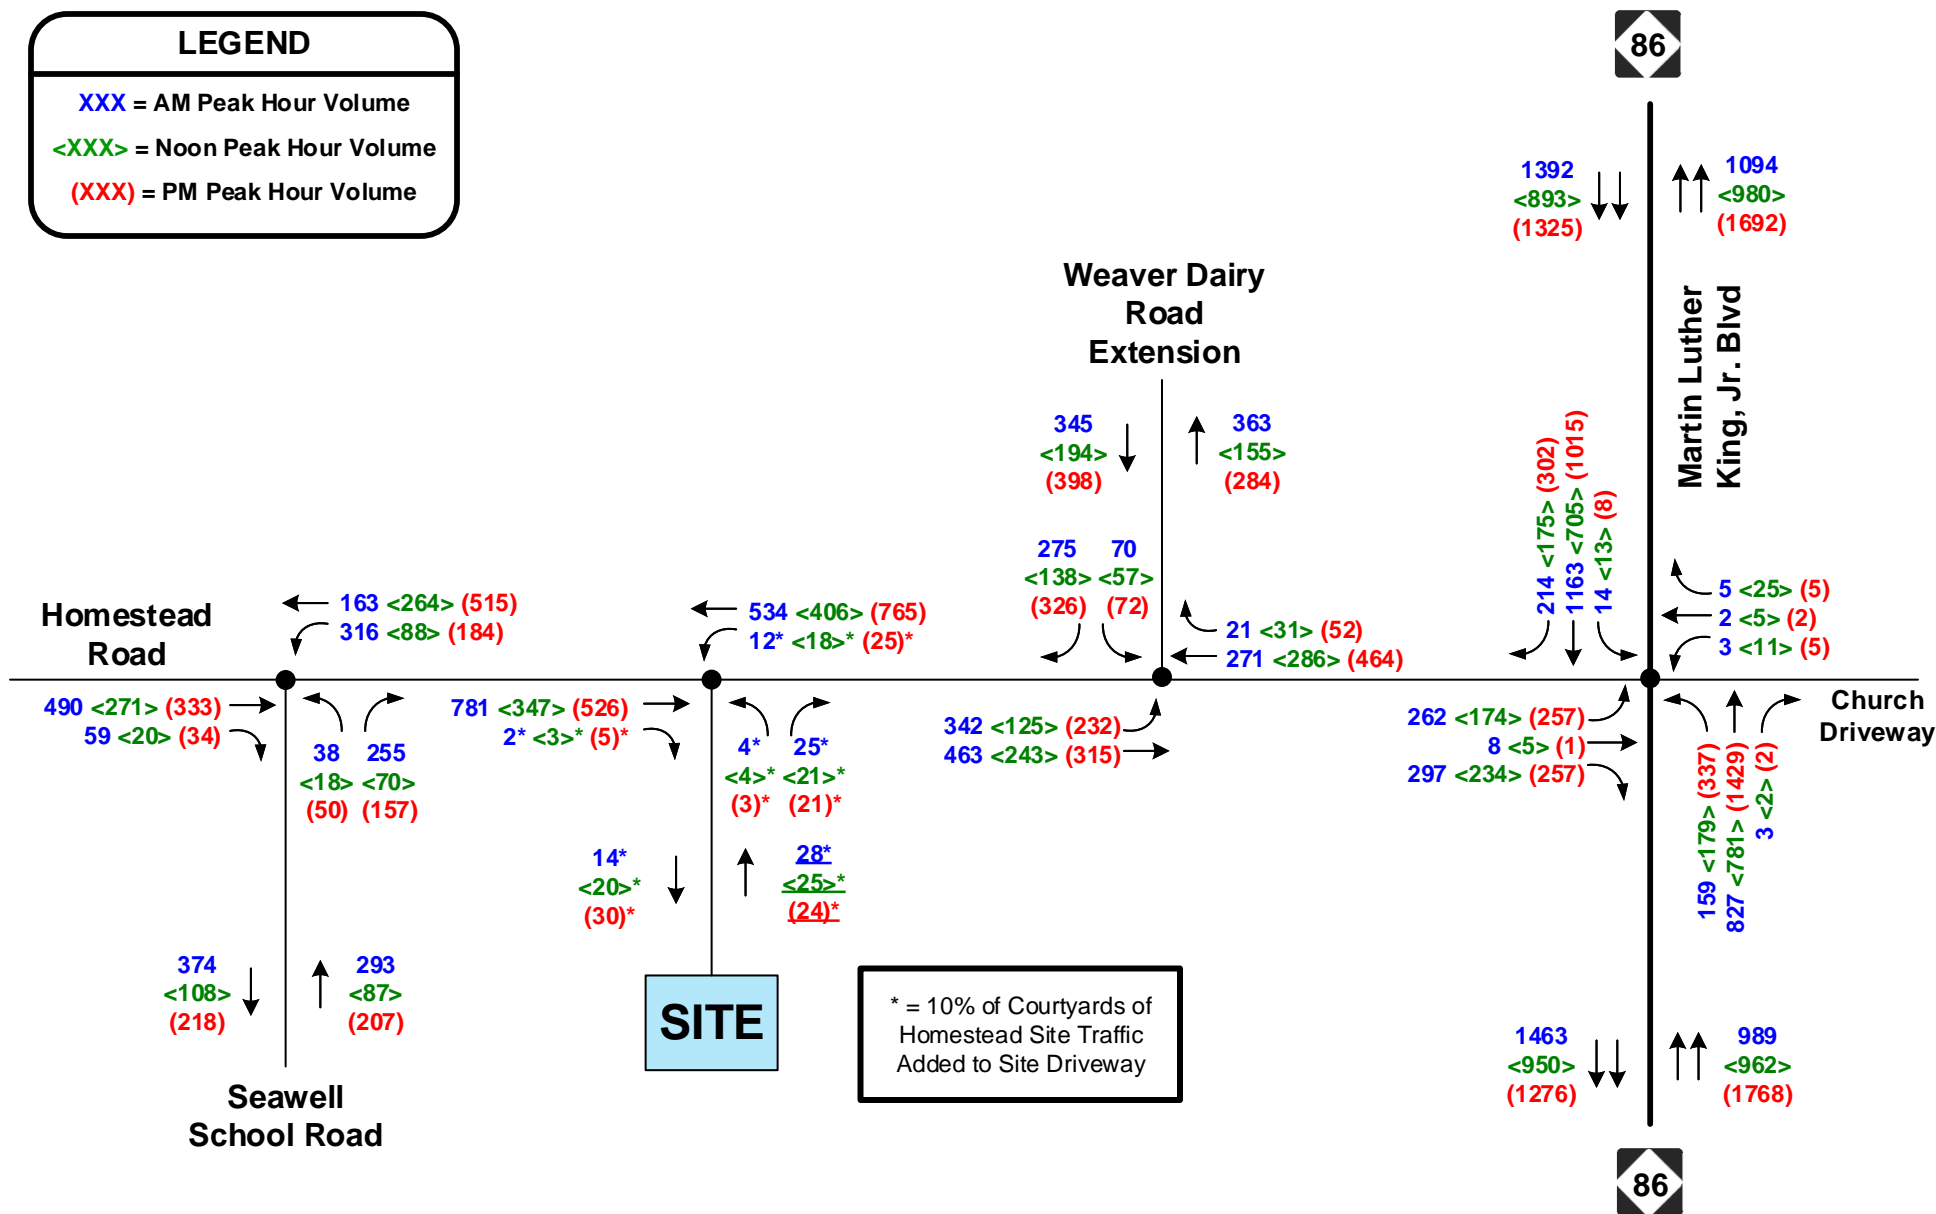 LEGEND
XXX = AM Peak Hour Volume
<XXX> = Noon Peak Hour Volume
(XXX) = PM Peak Hour Volume
86
1392
<893>
(1325)
1094
<980>
(1692)
Martin Luther
King, Jr. Blvd
Weaver Dairy
Road
Extension
345
<194>
(398)
363
<155>
(284)
275
<138>
(326)
70
<57>
(72)
21 <31> (52)
271 <286> (464)
214 <175> (302)
1163 <705> (1015)
14 <13> (8)
5 <25> (5)
2 <5> (2)
3 <11> (5)
Homestead
Road
163 <264> (515)
316 <88> (184)
534 <406> (765)
12* <18>* (25)*
490 <271> (333)
59 <20> (34)
38
<18>
(50)
255
<70>
(157)
781 <347> (526)
2* <3>* (5)*
4*
<4>*
(3)*
25*
<21>*
(21)*
342 <125> (232)
463 <243> (315)
262 <174> (257)
8 <5> (1)
297 <234> (257)
159 <179> (337)
827 <781> (1429)
3 <2> (2)
Church
Driveway
14*
<20>*
(30)*
28*
<25>*
(24)*
374
<108>
(218)
293
<87>
(207)
SITE
* = 10% of Courtyards of
Homestead Site Traffic
Added to Site Driveway
1463
<950>
(1276)
989
<962>
(1768)
Seawell
School Road
86